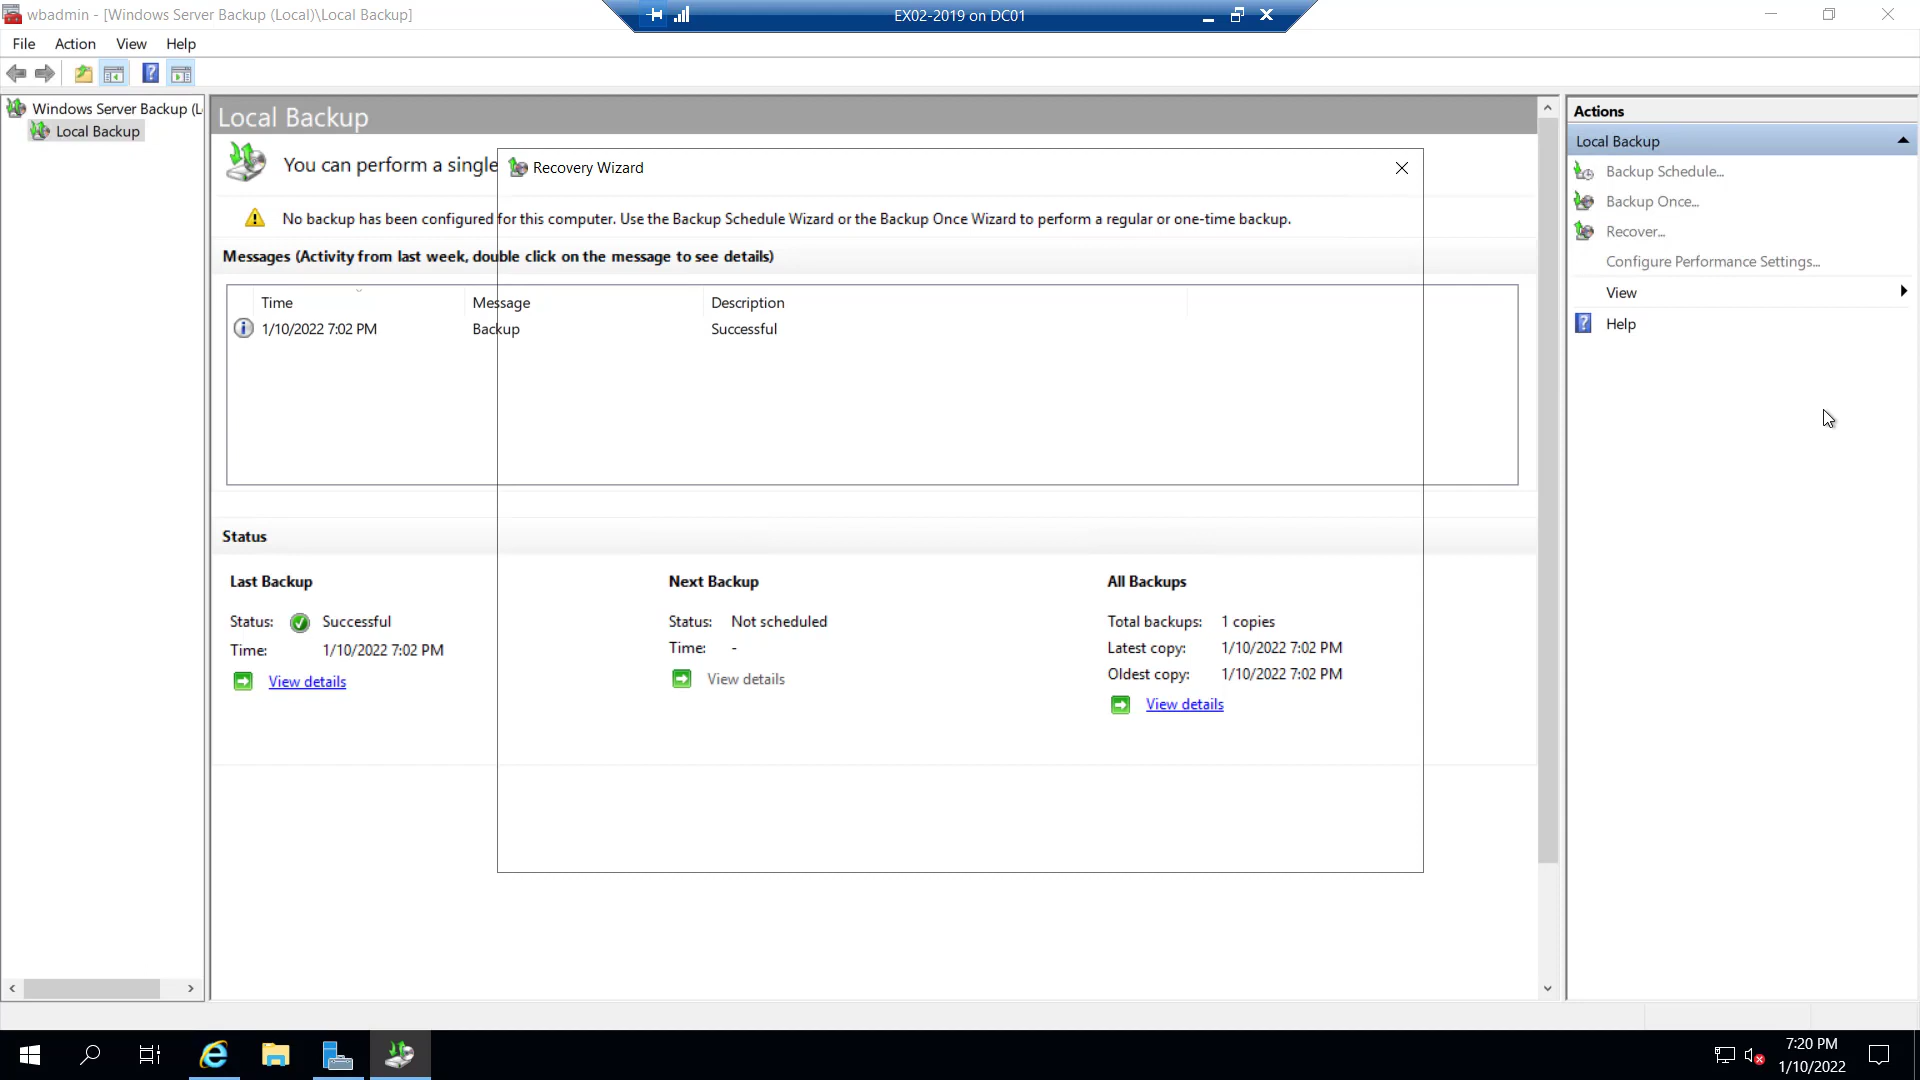 wbadmin - [Windows Server Backup (Local)\Local Backup]
EX02-2019 on DC01
File Action View Help
Windows Server Backup (L
Local Backup
Local Backup
You can perform a single
Recovery Wizard
No backup has been configured for this computer. Use the Backup Schedule Wizard or the Backup Once Wizard to perform a regular or one-time backup.
Messages (Activity from last week, double click on the message to see details)
Time Message Description
1/10/2022 7:02 PM Backup Successful
Status
Last Backup
Status: Successful
Time: 1/10/2022 7:02 PM
View details
Next Backup
Status: Not scheduled
Time: -
View details
All Backups
Total backups: 1 copies
Latest copy: 1/10/2022 7:02 PM
Oldest copy: 1/10/2022 7:02 PM
View details
Actions
Local Backup
Backup Schedule...
Backup Once...
Recover...
Configure Performance Settings...
View
Help
7:20 PM
1/10/2022